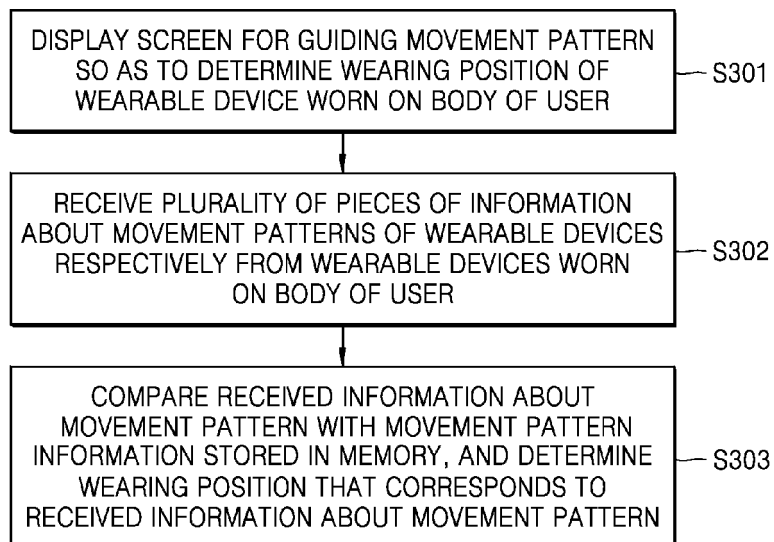 DISPLAY SCREEN FOR GUIDING MOVEMENT PATTERN
SO AS TO DETERMINE WEARING POSITION OF
WEARABLE DEVICE WORN ON BODY OF USER
S301
RECEIVE PLURALITY OF PIECES OF INFORMATION
ABOUT MOVEMENT PATTERNS OF WEARABLE DEVICES
RESPECTIVELY FROM WEARABLE DEVICES WORN
ON BODY OF USER
S302
COMPARE RECEIVED INFORMATION ABOUT
MOVEMENT PATTERN WITH MOVEMENT PATTERN
INFORMATION STORED IN MEMORY, AND DETERMINE
WEARING POSITION THAT CORRESPONDS TO
RECEIVED INFORMATION ABOUT MOVEMENT PATTERN
S303